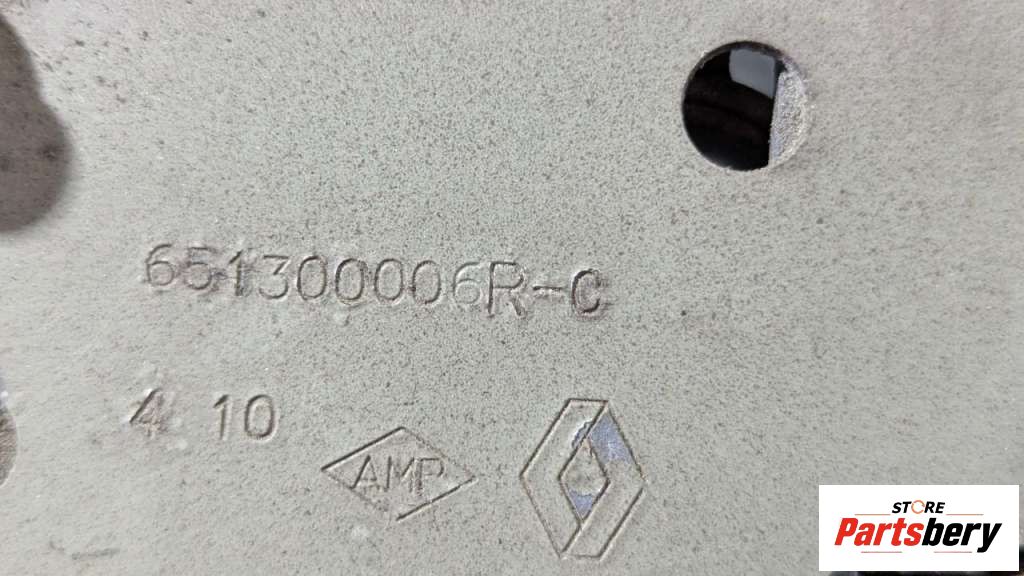 651300006R-C
4 10
AMP
STORE
Partsbery